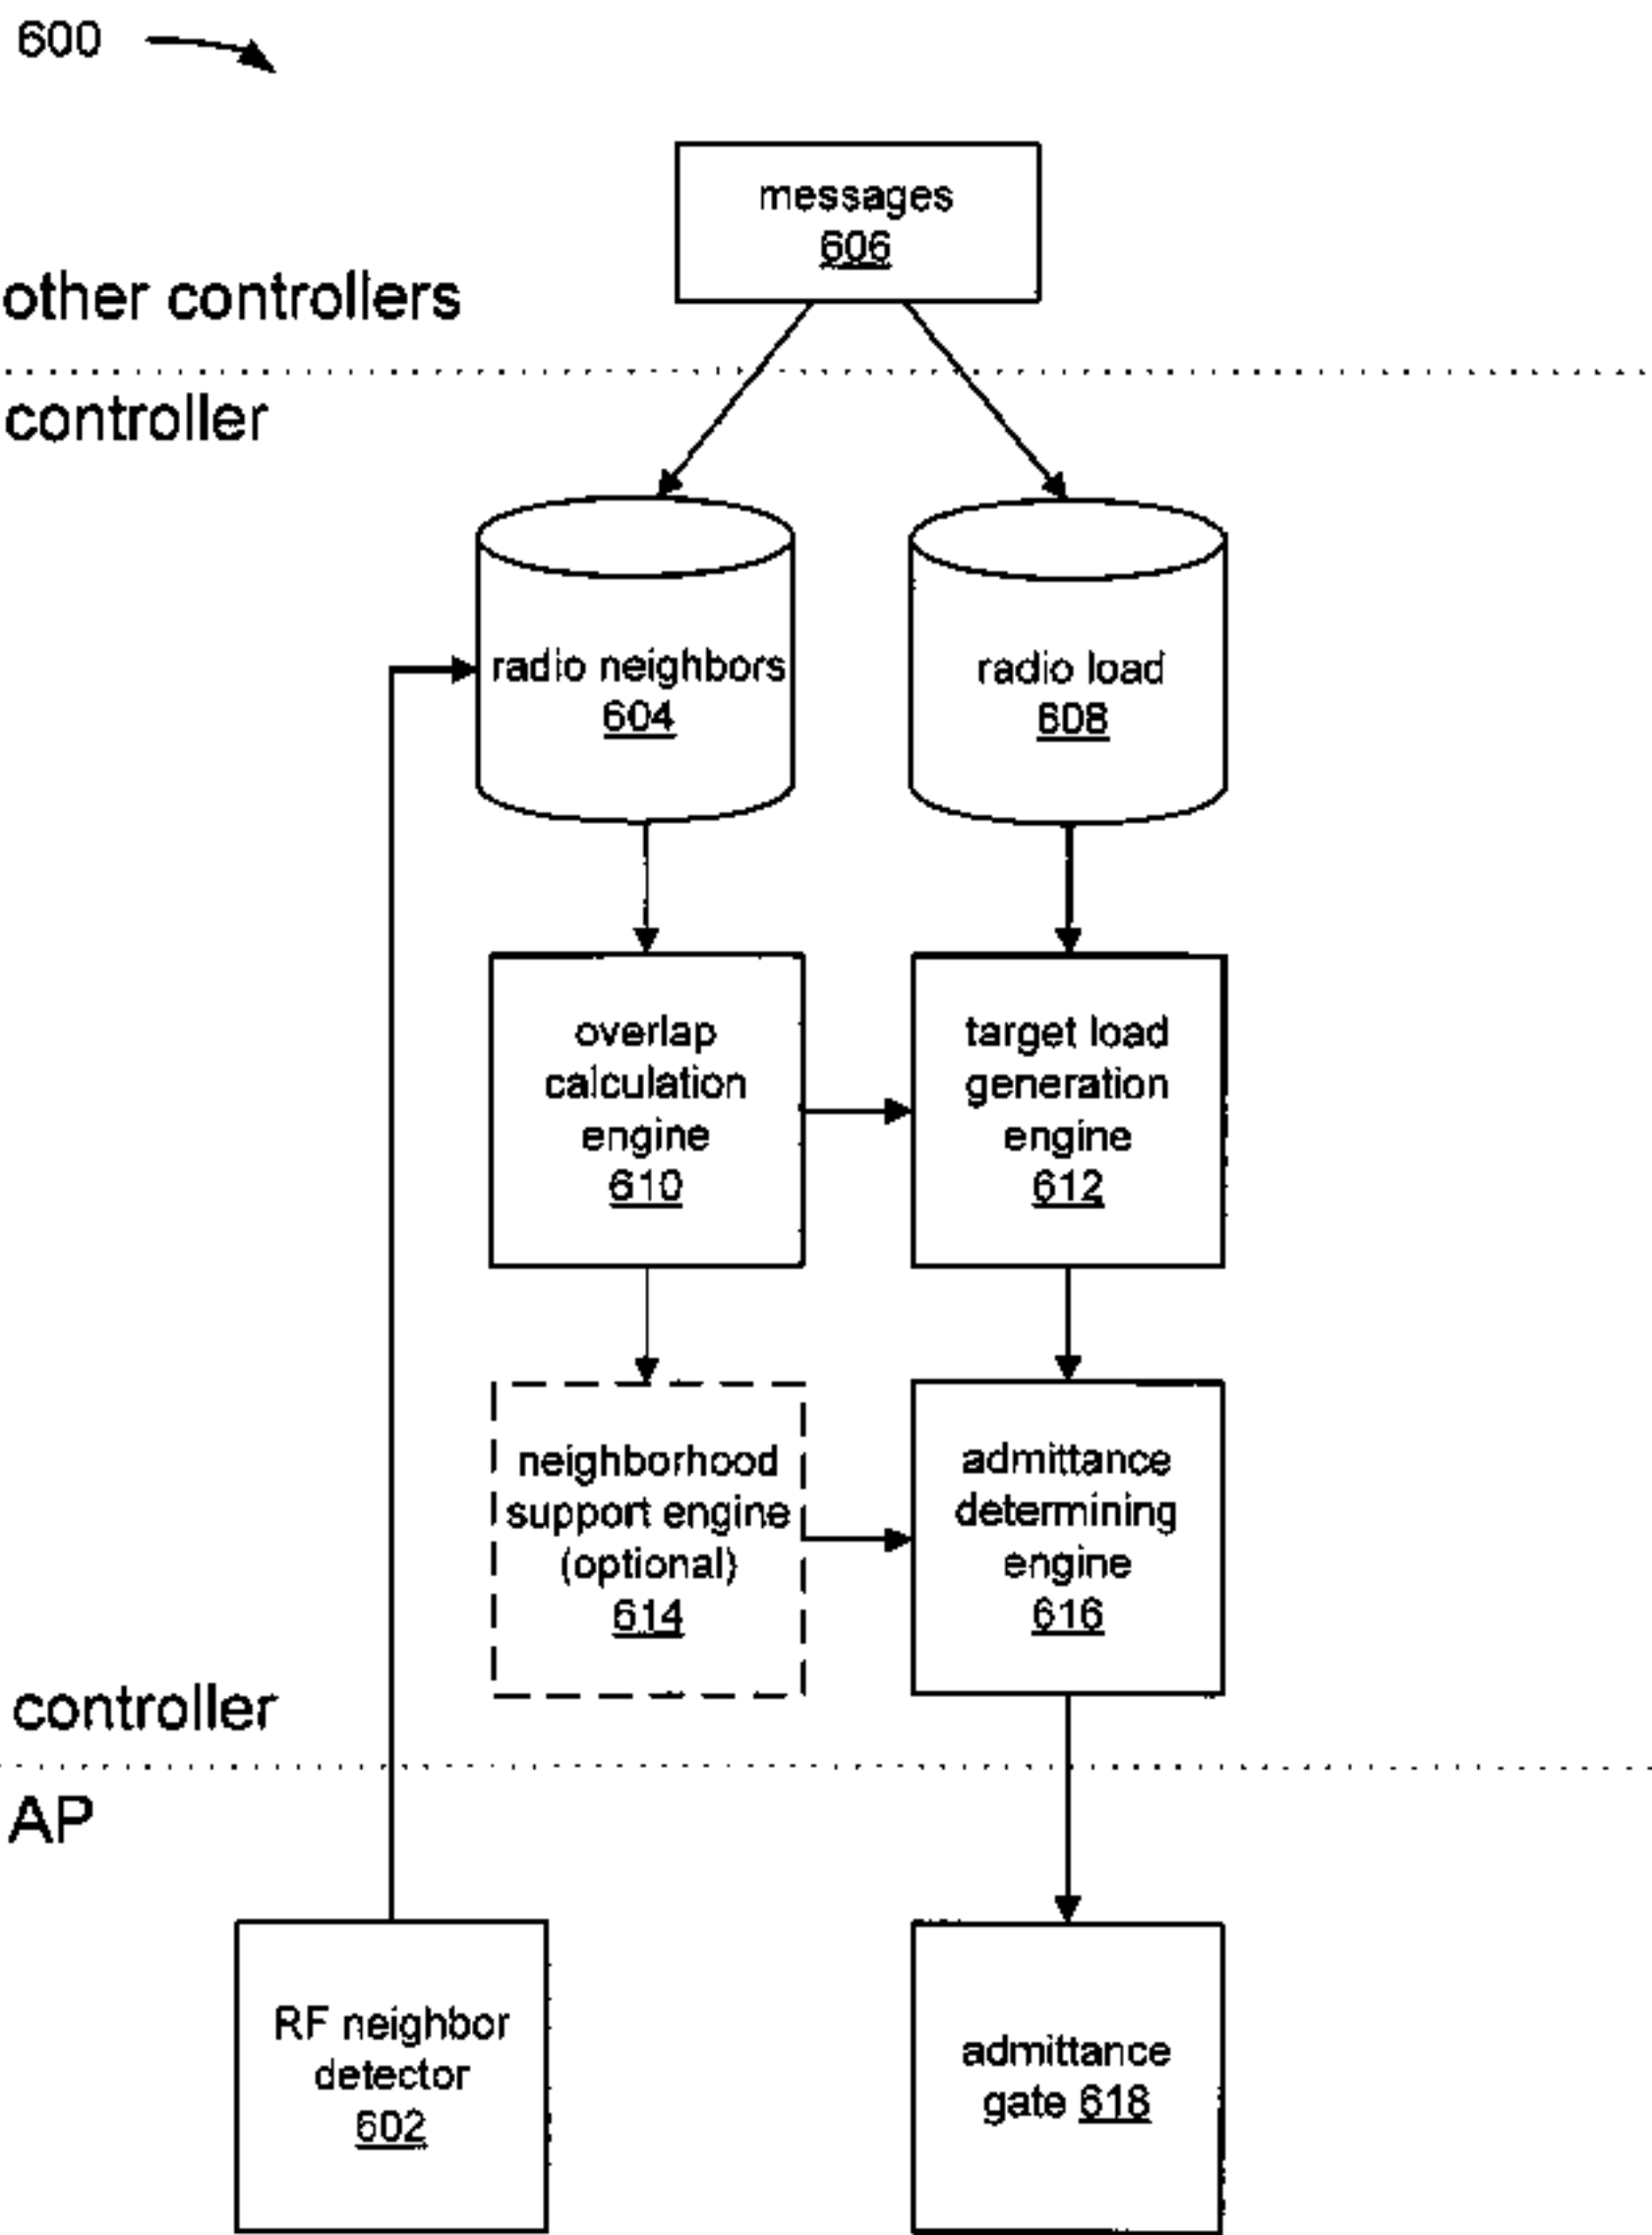 600
messages
606
other controllers
controller
radio neighbors
604
radio load
608
overlap
calculation
engine
610
target load
generation
engine
612
neighborhood
support engine
(optional)
614
admittance
determining
engine
616
controller
AP
RF neighbor
detector
602
admittance
gate 618